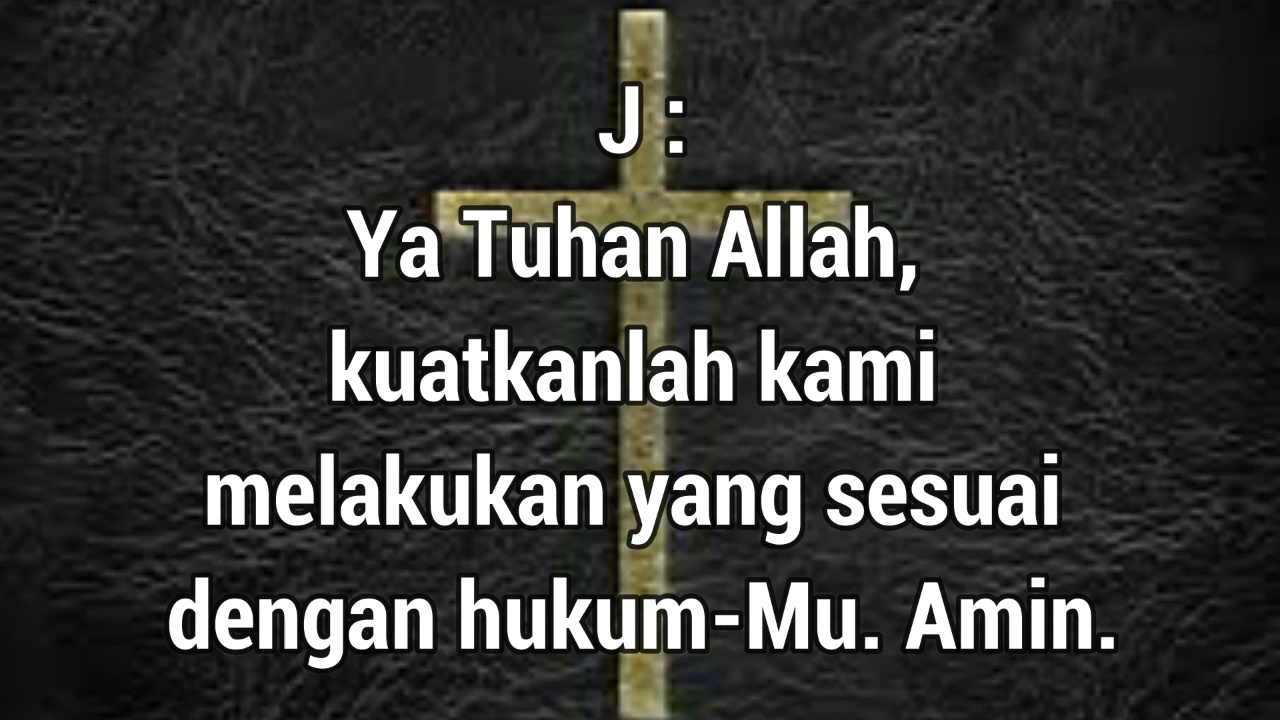 J :
Ya Tuhan Allah,
kuatkanlah kami
melakukan yang sesuai
dengan hukum-Mu. Amin.